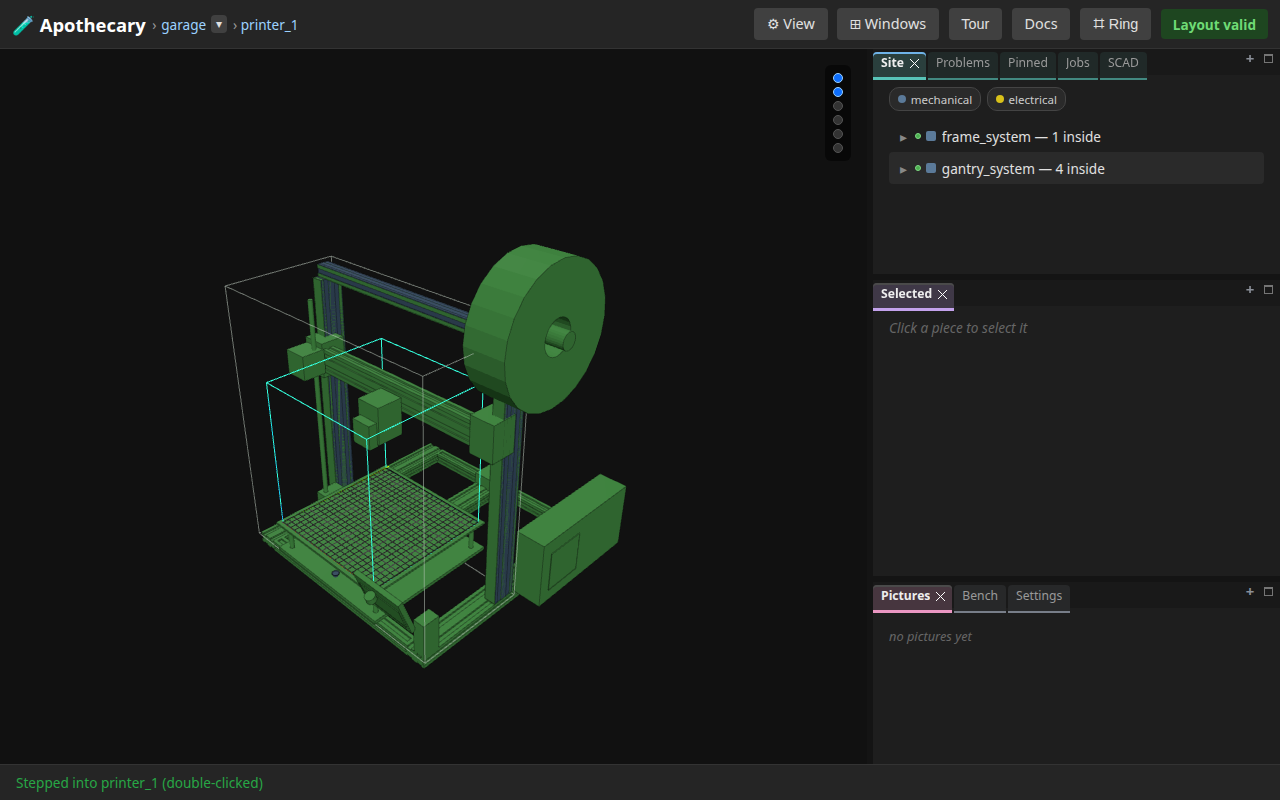 Apothecary › garage ▾ › printer_1
⚙ View
⊞ Windows
Tour
Docs
⌗ Ring
Layout valid
Site
Problems
Pinned
Jobs
SCAD
mechanical
electrical
frame_system — 1 inside
gantry_system — 4 inside
Selected
Click a piece to select it
Pictures
Bench
Settings
no pictures yet
Stepped into printer_1 (double-clicked)